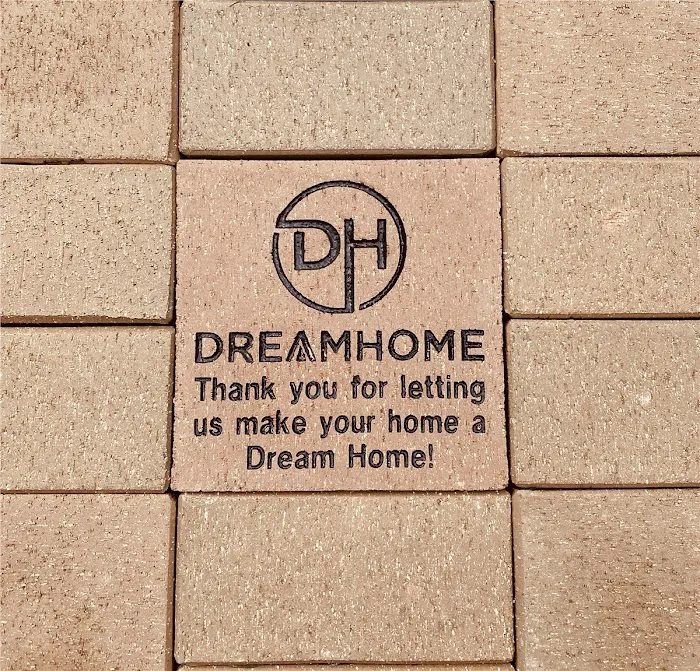 DH
DREAMHOME
Thank you for letting
us make your home a
Dream Home!